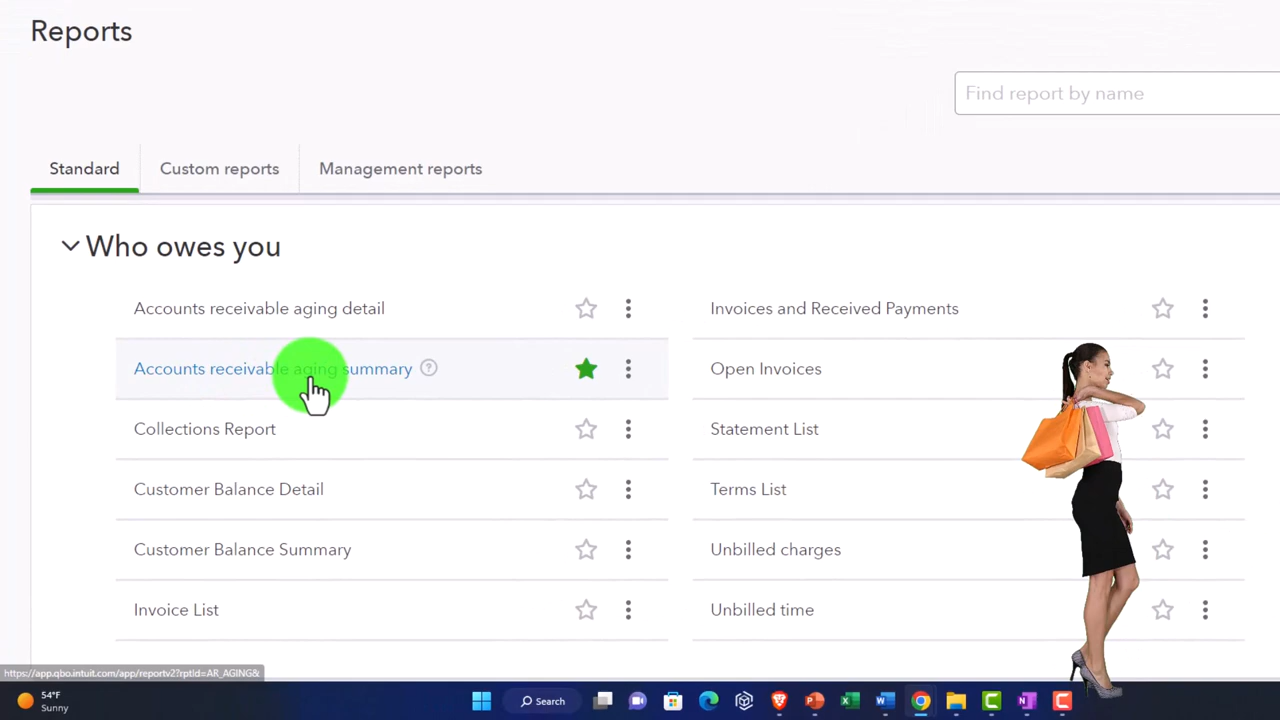 Reports
Find report by name
Standard Custom reports Management reports
Who owes you
Accounts receivable aging detail
Invoices and Received Payments
Accounts receivable aging summary ?
Open Invoices
Collections Report
Statement List
Customer Balance Detail
Terms List
Customer Balance Summary
Unbilled charges
Invoice List
Unbilled time
https://app.qbo.intuit.com/app/reportv2?rptId=AR_AGING&
54°F
Sunny
Search